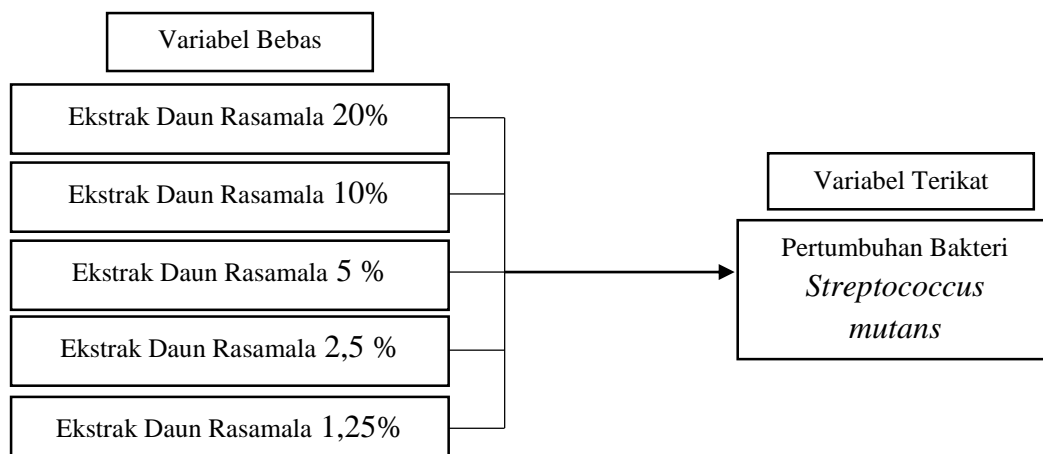 Variabel Bebas
Ekstrak Daun Rasamala 20%
Ekstrak Daun Rasamala 10%
Ekstrak Daun Rasamala 5 %
Ekstrak Daun Rasamala 2,5 %
Ekstrak Daun Rasamala 1,25%
Variabel Terikat
Pertumbuhan Bakteri
Streptococcus
mutans